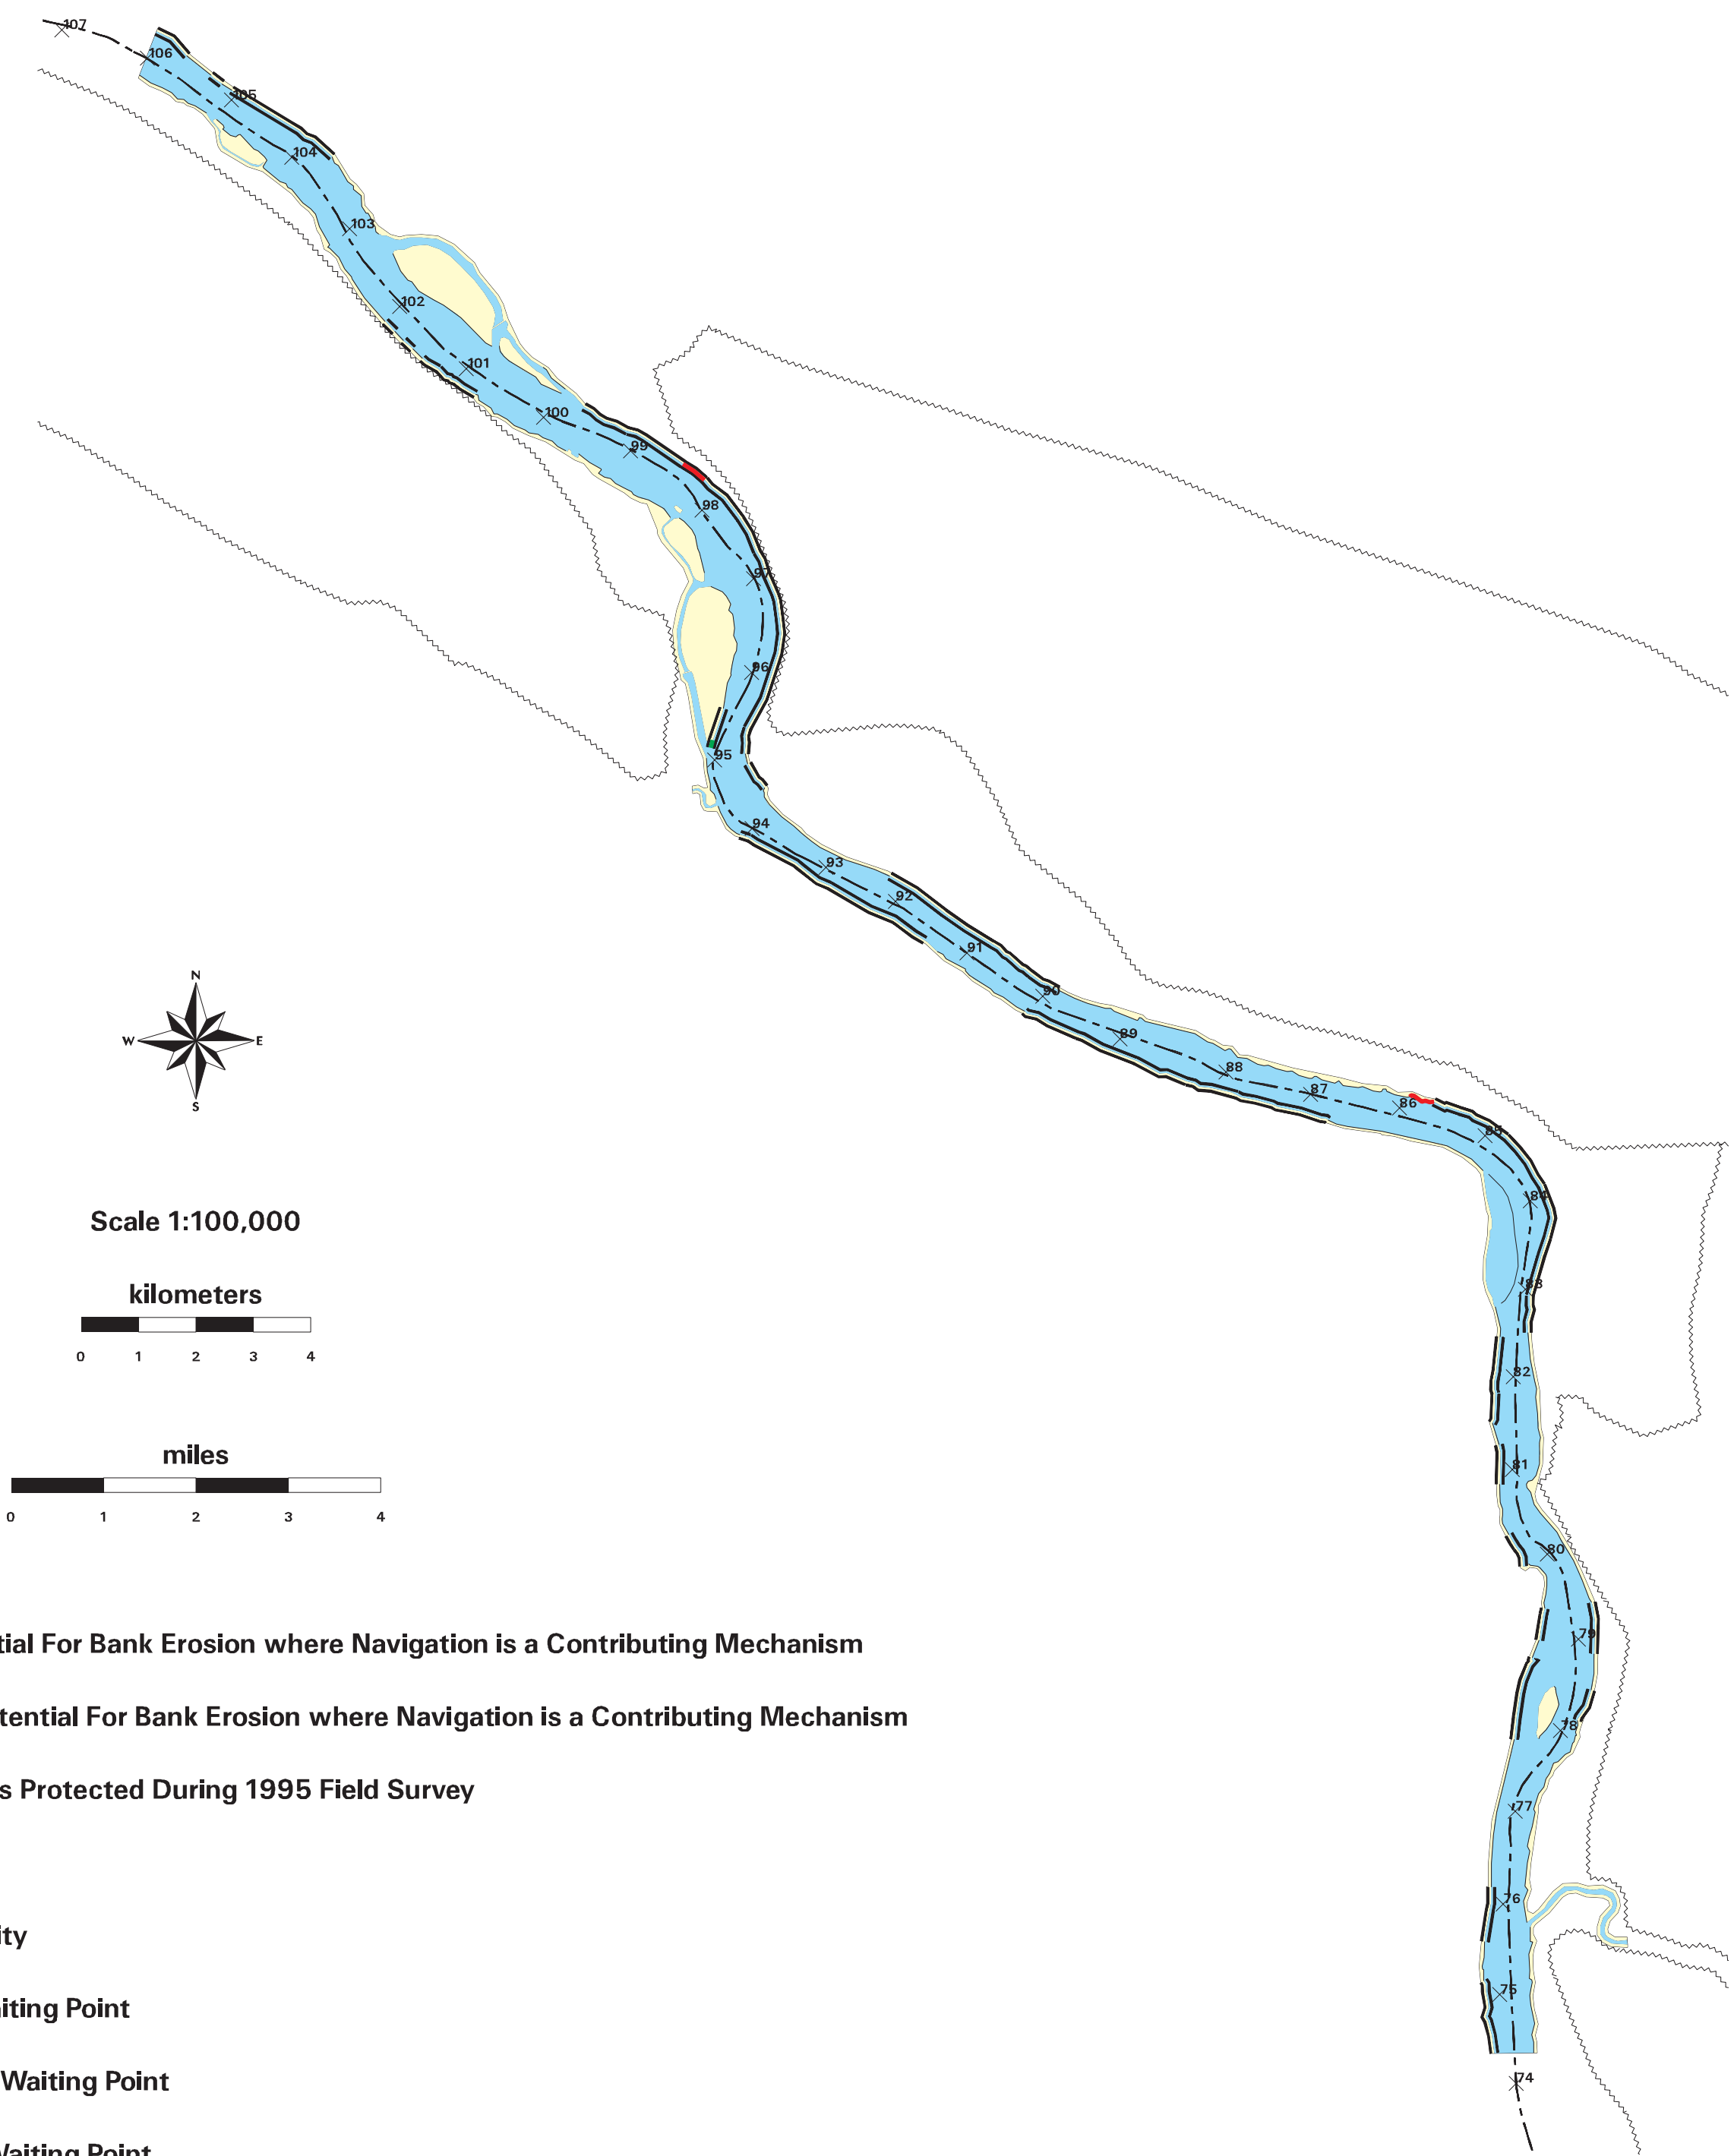 107
106
105
104
103
102
101
100
99
98
97
96
95
94
93
92
91
90
89
88
87
86
85
84
83
82
81
80
79
78
77
76
75
74
N
W E
S
Scale 1:100,000
kilometers
0 1 2 3 4
miles
0 1 2 3 4
tial For Bank Erosion where Navigation is a Contributing Mechanism
tential For Bank Erosion where Navigation is a Contributing Mechanism
s Protected During 1995 Field Survey
ity
iting Point
Waiting Point
Waiting Point